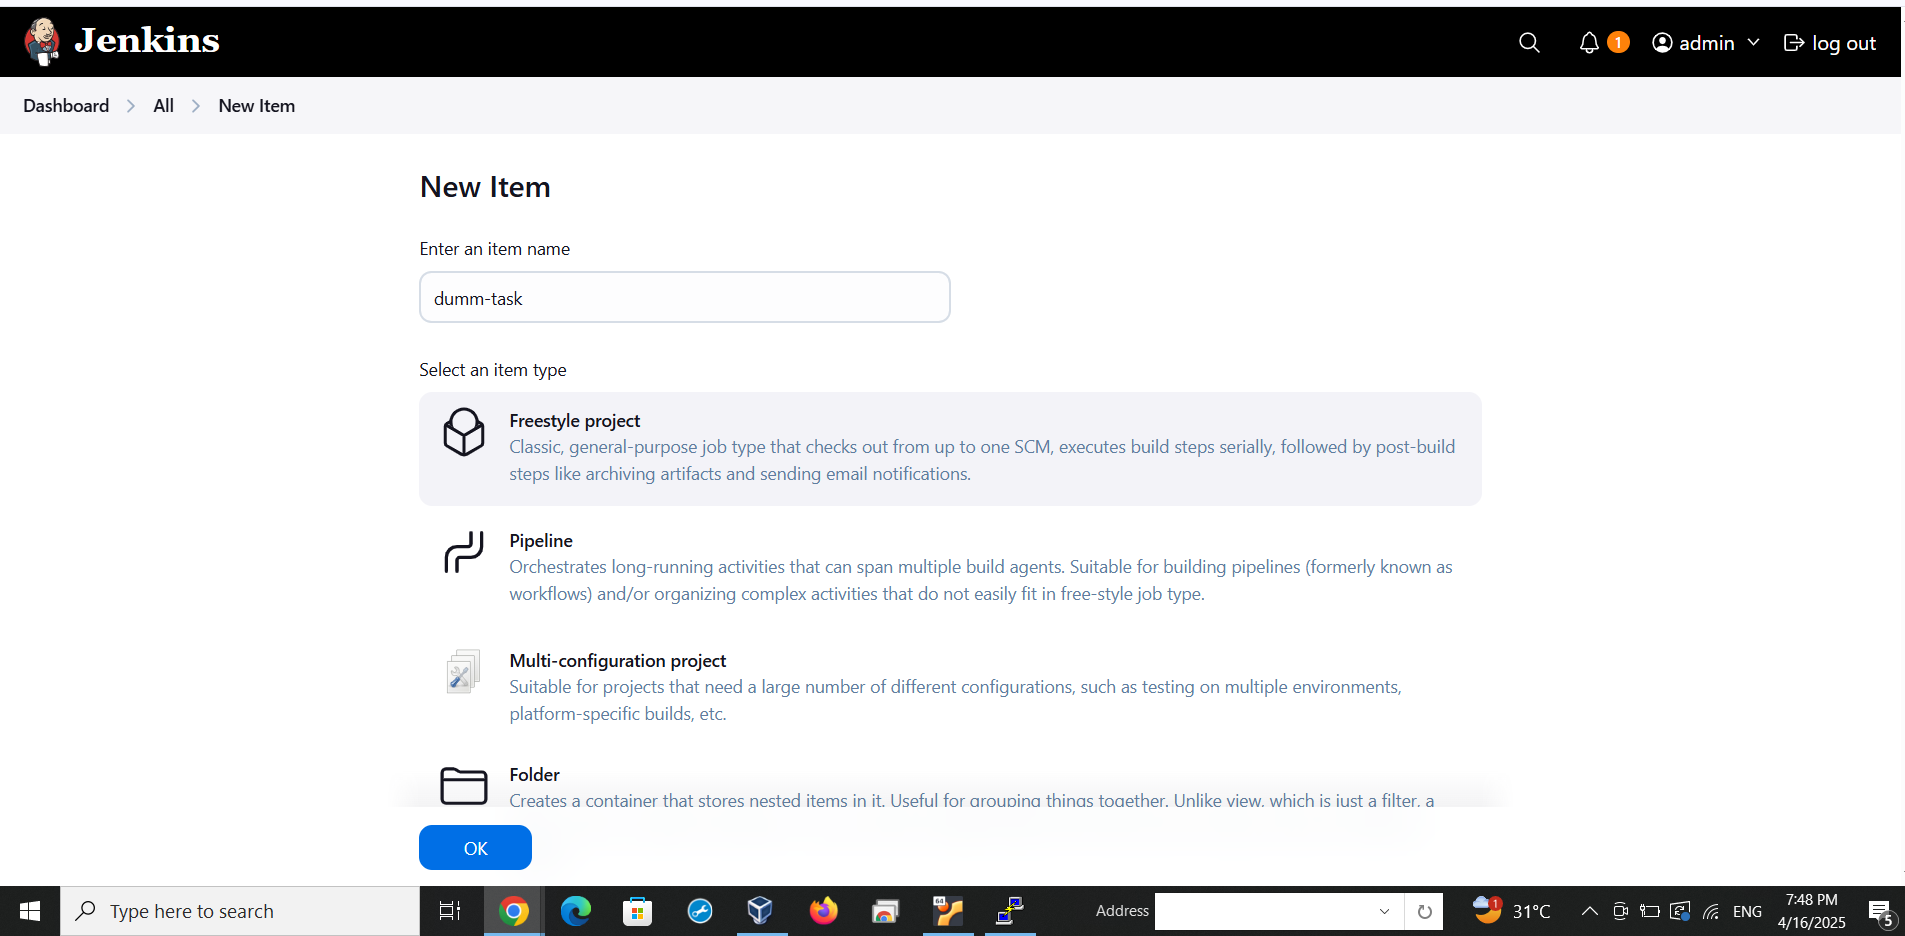 Jenkins
1
admin
log out
Dashboard
All
New Item
New Item
Enter an item name
dumm-task
Select an item type
Freestyle project
Classic, general-purpose job type that checks out from up to one SCM, executes build steps serially, followed by post-build
steps like archiving artifacts and sending email notifications.
Pipeline
Orchestrates long-running activities that can span multiple build agents. Suitable for building pipelines (formerly known as
workflows) and/or organizing complex activities that do not easily fit in free-style job type.
Multi-configuration project
Suitable for projects that need a large number of different configurations, such as testing on multiple environments,
platform-specific builds, etc.
Folder
Creates a container that stores nested items in it. Useful for grouping things together. Unlike view, which is just a filter, a
OK
Type here to search
64
Address
1
31°C
ENG
7:48 PM
4/16/2025
5